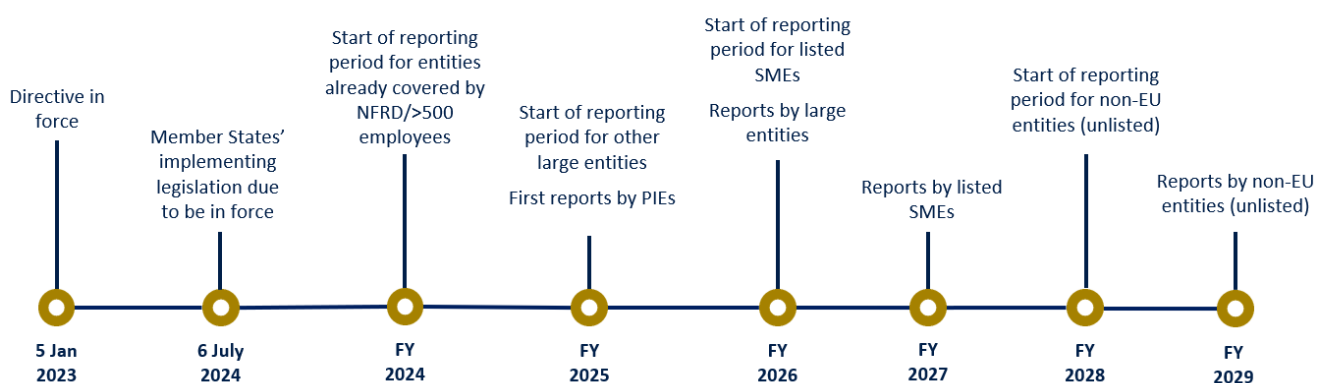 Directive in
force
5 Jan
2023
Member States’
implementing
legislation due
to be in force
6 July
2024
Start of reporting
period for entities
already covered by
NFRD/>500
employees
FY
2024
Start of reporting
period for other
large entities
First reports by PIEs
FY
2025
Start of reporting
period for listed
SMEs
Reports by large
entities
FY
2026
Reports by listed
SMEs
FY
2027
Start of reporting
period for non-EU
entities (unlisted)
FY
2028
Reports by non-EU
entities (unlisted)
FY
2029